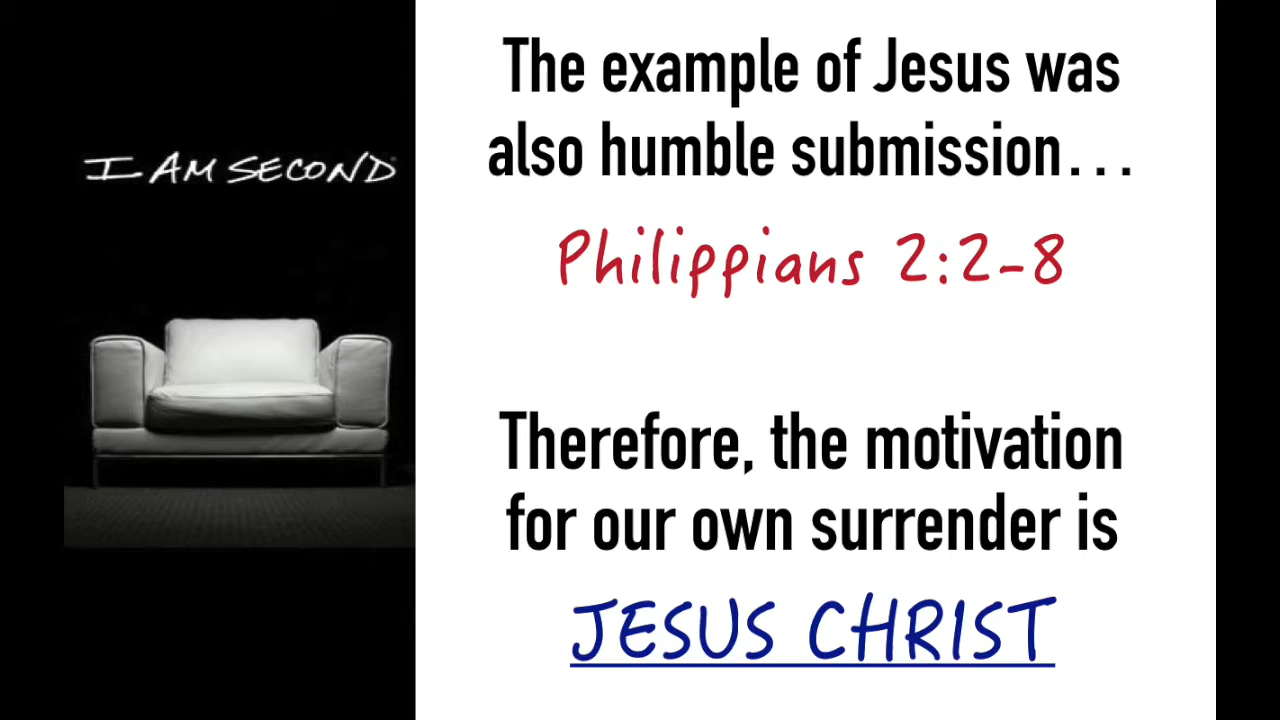 I AM SECOND
The example of Jesus was
also humble submission...
Philippians 2:2-8
Therefore, the motivation
for our own surrender is
JESUS CHRIST